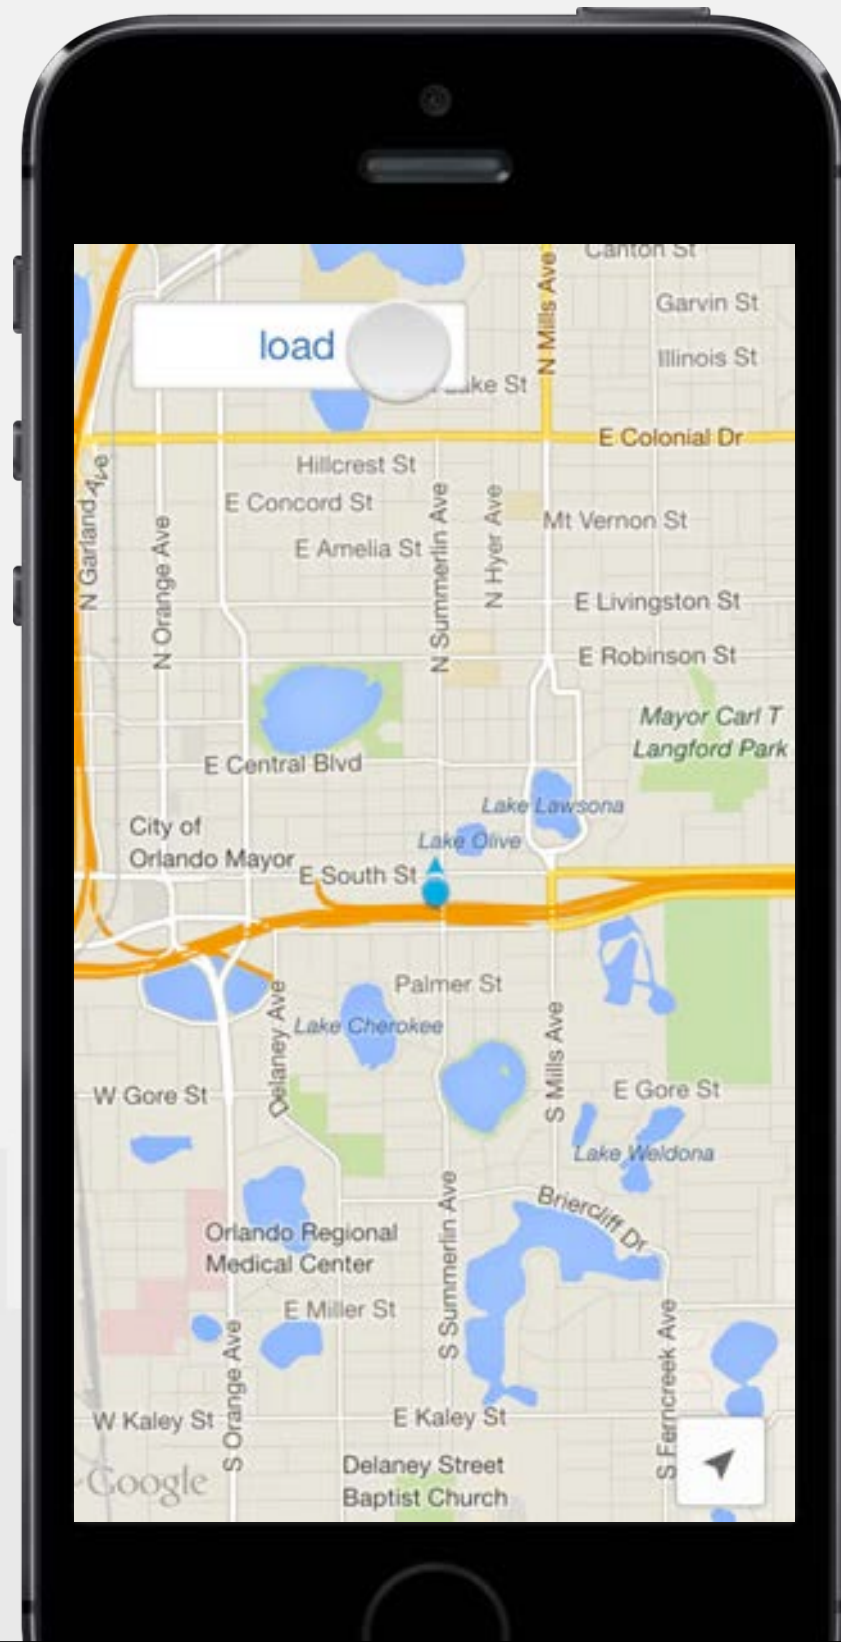 Canton St
N Mills Ave
Garvin St
load
Illinois St
ke St
E Colonial Dr
Hillcrest St
N Garland Ave
E Concord St
N Orange Ave
N Summerlin Ave
N Hyer Ave
Mt Vernon St
E Amelia St
E Livingston St
E Robinson St
Mayor Carl T
Langford Park
E Central Blvd
Lake Lawsona
City of
Orlando Mayor
Lake Olive
E South St
Palmer St
Delaney Ave
Lake Cherokee
S Mills Ave
W Gore St
E Gore St
Lake Weldona
Briercliff Dr
Orlando Regional
Medical Center
S Summerlin Ave
E Miller St
S Orange Ave
S Ferncreek Ave
W Kaley St
E Kaley St
Google
Delaney Street
Baptist Church